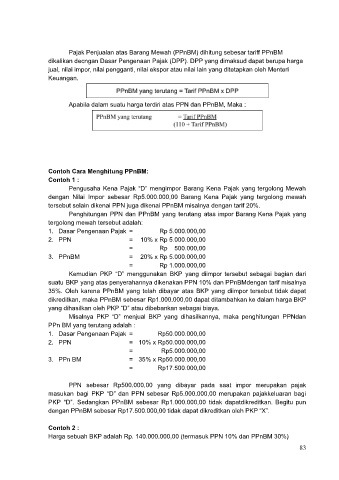 Pajak Penjualan atas Barang Mewah (PPnBM) dihitung sebesar tariff PPnBM
dikalikan decngan Dasar Pengenaan Pajak (DPP). DPP yang dimaksud dapat berupa harga
jual, nilai impor, nilai pengganti, nilai ekspor atau nilai lain yang ditetapkan oleh Menteri
Keuangan.
PPnBM yang terutang = Tarif PPnBM x DPP
Apabila dalam suatu harga terdiri atas PPN dan PPnBM, Maka :
PPnBM yang terutang = Tarif PPnBM
(110 + Tarif PPnBM)
Contoh Cara Menghitung PPnBM:
Contoh 1 :
Pengusaha Kena Pajak “D” mengimpor Barang Kena Pajak yang tergolong Mewah
dengan Nilai Impor sebesar Rp5.000.000,00 Barang Kena Pajak yang tergolong mewah
tersebut selain dikenai PPN juga dikenai PPnBM misalnya dengan tarif 20%.
Penghitungan PPN dan PPnBM yang terutang atas impor Barang Kena Pajak yang
tergolong mewah tersebut adalah:
1. Dasar Pengenaan Pajak = Rp 5.000.000,00
2. PPN = 10% x Rp 5.000.000,00
= Rp 500.000,00
3. PPnBM = 20% x Rp 5.000.000,00
= Rp 1.000.000,00
Kemudian PKP “D” menggunakan BKP yang diimpor tersebut sebagai bagian dari
suatu BKP yang atas penyerahannya dikenakan PPN 10% dan PPnBMdengan tarif misalnya
35%. Oleh karena PPnBM yang telah dibayar atas BKP yang diimpor tersebut tidak dapat
dikreditkan, maka PPnBM sebesar Rp1.000.000,00 dapat ditambahkan ke dalam harga BKP
yang dihasilkan oleh PKP “D” atau dibebankan sebagai biaya.
Misalnya PKP “D” menjual BKP yang dihasilkannya, maka penghitungan PPNdan
PPn BM yang terutang adalah :
1. Dasar Pengenaan Pajak = Rp50.000.000,00
2. PPN = 10% x Rp50.000.000,00
= Rp5.000.000,00
3. PPn BM = 35% x Rp50.000.000,00
= Rp17.500.000,00
PPN sebesar Rp500.000,00 yang dibayar pada saat impor merupakan pajak
masukan bagi PKP “D” dan PPN sebesar Rp5.000.000,00 merupakan pajakkeluaran bagi
PKP “D”. Sedangkan PPnBM sebesar Rp1.000.000,00 tidak dapatdikreditkan. Begitu pun
dengan PPnBM sebesar Rp17.500.000,00 tidak dapat dikreditkan oleh PKP “X”.
Contoh 2 :
Harga sebuah BKP adalah Rp. 140.000.000,00 (termasuk PPN 10% dan PPnBM 30%)
83